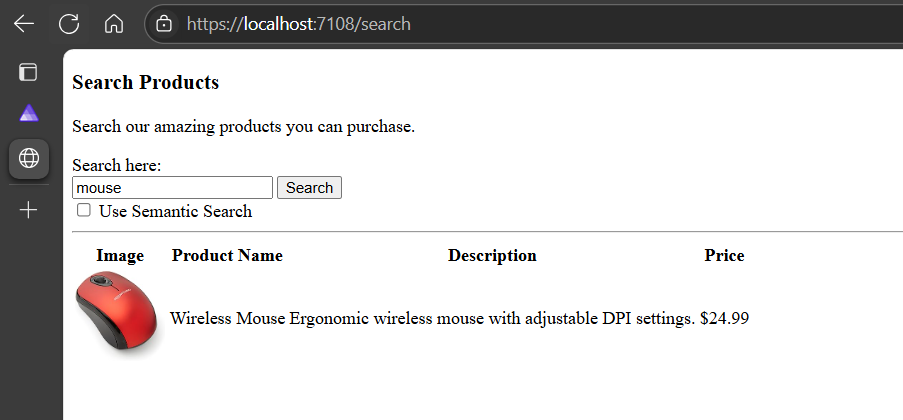 https://localhost:7108/search
Search Products
Search our amazing products you can purchase.
Search here:
mouse Search
Use Semantic Search
Image Product Name Description Price
Wireless Mouse Ergonomic wireless mouse with adjustable DPI settings. $24.99